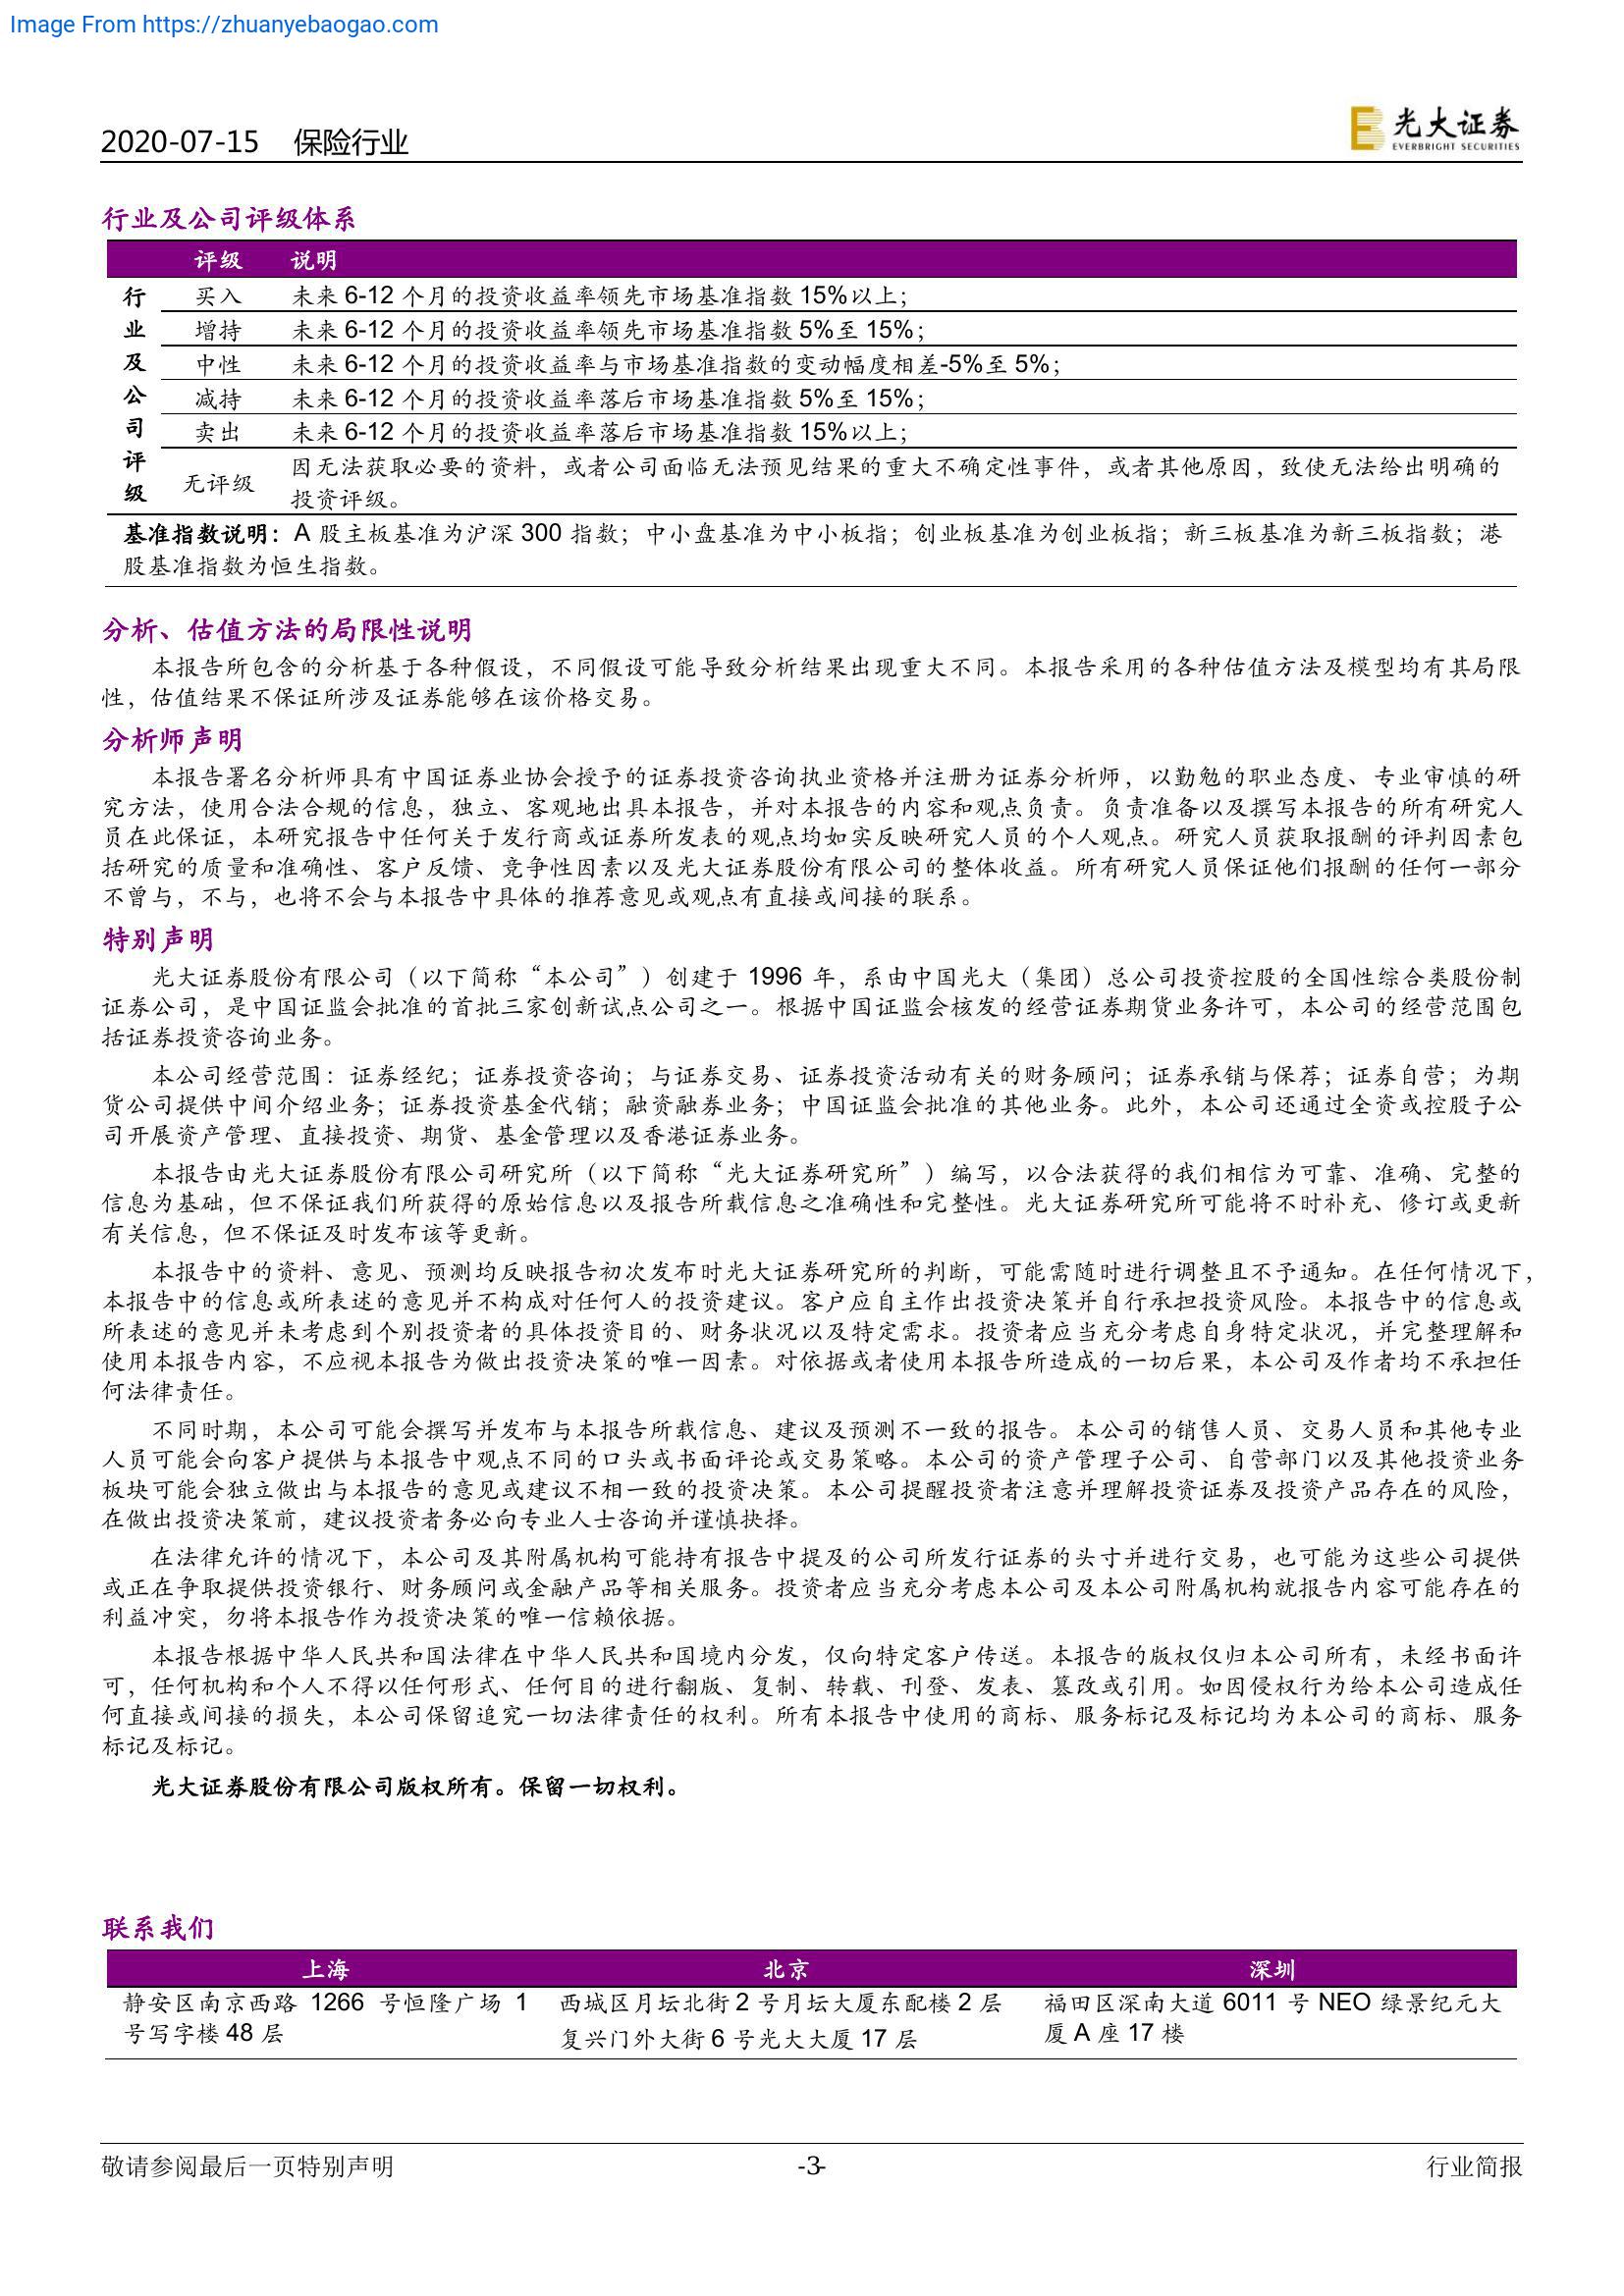 Image From https://zhuanyebaogao.com
2020-07-15 保险行业
光大证券
EVERBRIGHT SECURITIES
行业及公司评级体系
评级 说明
行业及公司评级
买入 未来 6-12 个月的投资收益率领先市场基准指数 15%以上；
增持 未来 6-12 个月的投资收益率领先市场基准指数 5%至 15%；
中性 未来 6-12 个月的投资收益率与市场基准指数的变动幅度相差-5%至 5%；
减持 未来 6-12 个月的投资收益率落后市场基准指数 5%至 15%；
卖出 未来 6-12 个月的投资收益率落后市场基准指数 15%以上；
无评级 因无法获取必要的资料，或者公司面临无法预见结果的重大不确定性事件，或者其他原因，致使无法给出明确的
投资评级。
基准指数说明：A 股主板基准为沪深 300 指数；中小盘基准为中小板指；创业板基准为创业板指；新三板基准为新三板指数；港
股基准指数为恒生指数。
分析、估值方法的局限性说明
本报告所包含的分析基于各种假设，不同假设可能导致分析结果出现重大不同。本报告采用的各种估值方法及模型均有其局限
性，估值结果不保证所涉及证券能够在该价格交易。
分析师声明
本报告署名分析师具有中国证券业协会授予的证券投资咨询执业资格并注册为证券分析师，以勤勉的职业态度、专业审慎的研
究方法，使用合法合规的信息，独立、客观地出具本报告，并对本报告的内容和观点负责。负责准备以及撰写本报告的所有研究人
员在此保证，本研究报告中任何关于发行商或证券所发表的观点均如实反映研究人员的个人观点。研究人员获取报酬的评判因素包
括研究的质量和准确性、客户反馈、竞争性因素以及光大证券股份有限公司的整体收益。所有研究人员保证他们报酬的任何一部分
不曾与，不与，也将不会与本报告中具体的推荐意见或观点有直接或间接的联系。
特别声明
光大证券股份有限公司（以下简称“本公司”）创建于 1996 年，系由中国光大（集团）总公司投资控股的全国性综合类股份制
证券公司，是中国证监会批准的首批三家创新试点公司之一。根据中国证监会核发的经营证券期货业务许可，本公司的经营范围包
括证券投资咨询业务。
本公司经营范围：证券经纪；证券投资咨询；与证券交易、证券投资活动有关的财务顾问；证券承销与保荐；证券自营；为期
货公司提供中间介绍业务；证券投资基金代销；融资融券业务；中国证监会批准的其他业务。此外，本公司还通过全资或控股子公
司开展资产管理、直接投资、期货、基金管理以及香港证券业务。
本报告由光大证券股份有限公司研究所（以下简称“光大证券研究所”）编写，以合法获得的我们相信为可靠、准确、完整的
信息为基础，但不保证我们所获得的原始信息以及报告所载信息之准确性和完整性。光大证券研究所可能将不时补充、修订或更新
有关信息，但不保证及时发布该等更新。
本报告中的资料、意见、预测均反映报告初次发布时光大证券研究所的判断，可能需随时进行调整且不予通知。在任何情况下，
本报告中的信息或所表述的意见并不构成对任何人的投资建议。客户应自主作出投资决策并自行承担投资风险。本报告中的信息或
所表述的意见并未考虑到个别投资者的具体投资目的、财务状况以及特定需求。投资者应当充分考虑自身特定状况，并完整理解和
使用本报告内容，不应视本报告为做出投资决策的唯一因素。对依据或者使用本报告所造成的一切后果，本公司及作者均不承担任
何法律责任。
不同时期，本公司可能会撰写并发布与本报告所载信息、建议及预测不一致的报告。本公司的销售人员、交易人员和其他专业
人员可能会向客户提供与本报告中观点不同的口头或书面评论或交易策略。本公司的资产管理子公司、自营部门以及其他投资业务
板块可能会独立做出与本报告的意见或建议不相一致的投资决策。本公司提醒投资者注意并理解投资证券及投资产品存在的风险，
在做出投资决策前，建议投资者务必向专业人士咨询并谨慎抉择。
在法律允许的情况下，本公司及其附属机构可能持有报告中提及的公司所发行证券的头寸并进行交易，也可能为这些公司提供
或正在争取提供投资银行、财务顾问或金融产品等相关服务。投资者应当充分考虑本公司及本公司附属机构就报告内容可能存在的
利益冲突，勿将本报告作为投资决策的唯一信赖依据。
本报告根据中华人民共和国法律在中华人民共和国境内分发，仅向特定客户传送。本报告的版权仅归本公司所有，未经书面许
可，任何机构和个人不得以任何形式、任何目的进行翻版、复制、转载、刊登、发表、篡改或引用。如因侵权行为给本公司造成任
何直接或间接的损失，本公司保留追究一切法律责任的权利。所有本报告中使用的商标、服务标记及标记均为本公司的商标、服务
标记及标记。
光大证券股份有限公司版权所有。保留一切权利。
联系我们
上海 北京 深圳
静安区南京西路 1266 号恒隆广场 1
号写字楼 48 层
西城区月坛北街 2 号月坛大厦东配楼 2 层
复兴门外大街 6 号光大大厦 17 层
福田区深南大道 6011 号 NEO 绿景纪元大
厦 A 座 17 楼
敬请参阅最后一页特别声明 -3- 行业简报